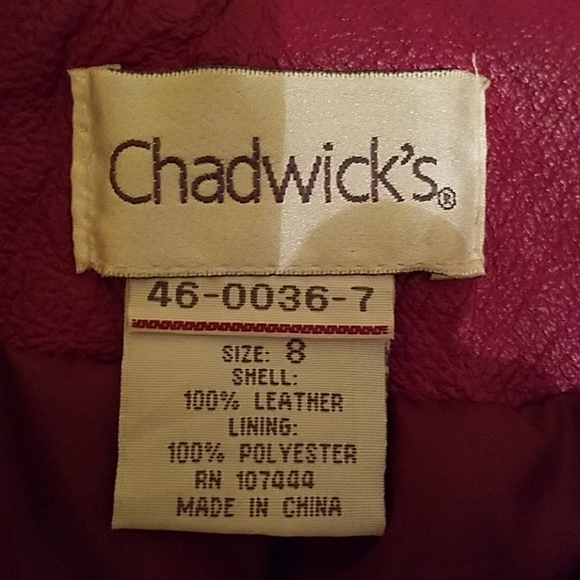 Chadwick's®
46-0036-7
SIZE: 8
SHELL:
100% LEATHER
LINING:
100% POLYESTER
RN 107444
MADE IN CHINA